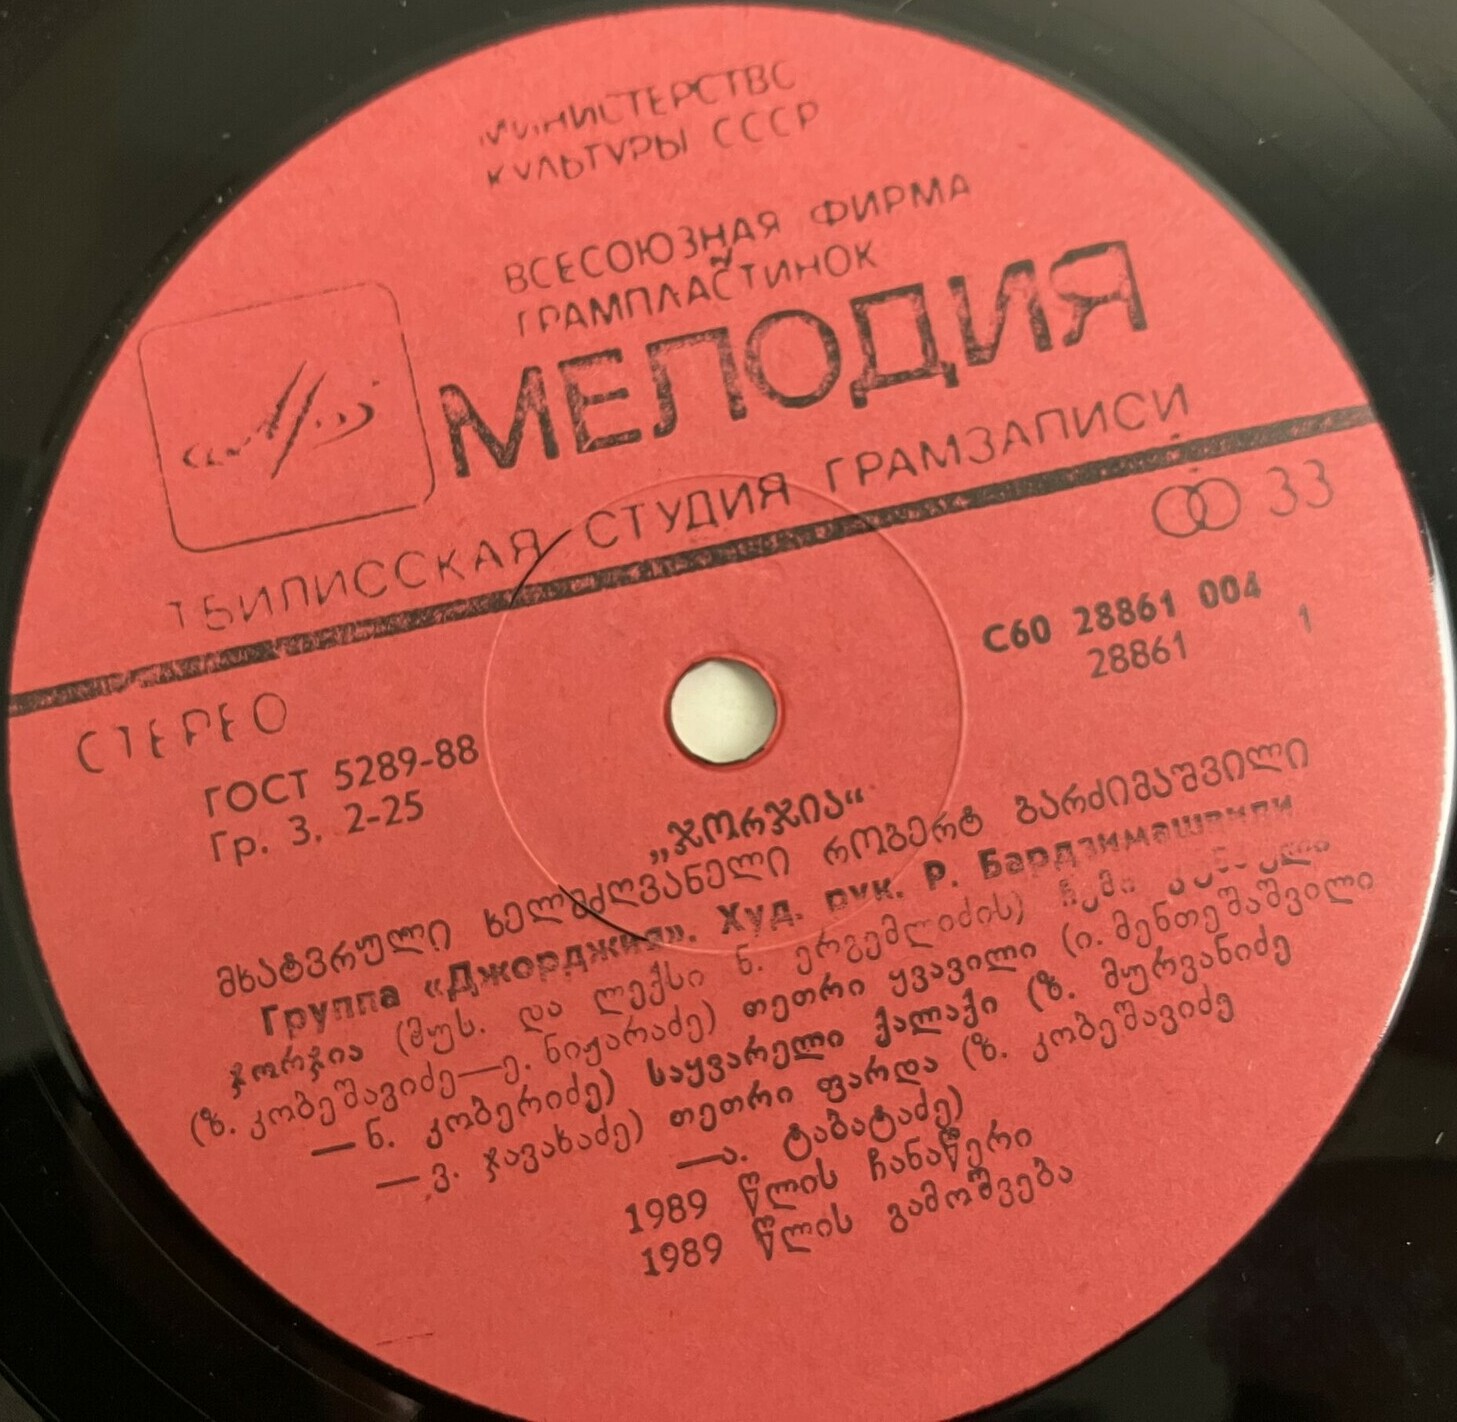 МИНИСТЕРСТВО
КУЛЬТУРЫ СССР
ВСЕСОЮЗНАЯ ФИРМА
ГРАМПЛАСТИНОК
МЕЛОДИЯ
ТБИЛИССКАЯ СТУДИЯ ГРАМЗАПИСИ
33
СТЕРЕО
С60 28861 004
28861 1
ГОСТ 5289-88
Гр. 3. 2-25
„ჯორჯია“
მხატვრული ხელმძღვანელი რობერტ ბარძიმაშვილი
Группа «Джорджия». Худ. рук. Р. Бардзимашвили
ჯორჯია (მუს. და ლექსი ნ. ერგემლიძის) ჩემი
(ზ. კობეშავიძე—ე. ნიჟარაძე) თეთრი ყვავილი (ი. მენთეშაშვილი
—ნ. კობერიძე) საყვარელი ქალაქი (ზ. მურვანიძე
—ვ. ჯავახაძე) თეთრი ფარდა (ზ. კობეშავიძე
—ა. ტაბატაძე)
1989 წლის ჩანაწერი
1989 წლის გამოშვება